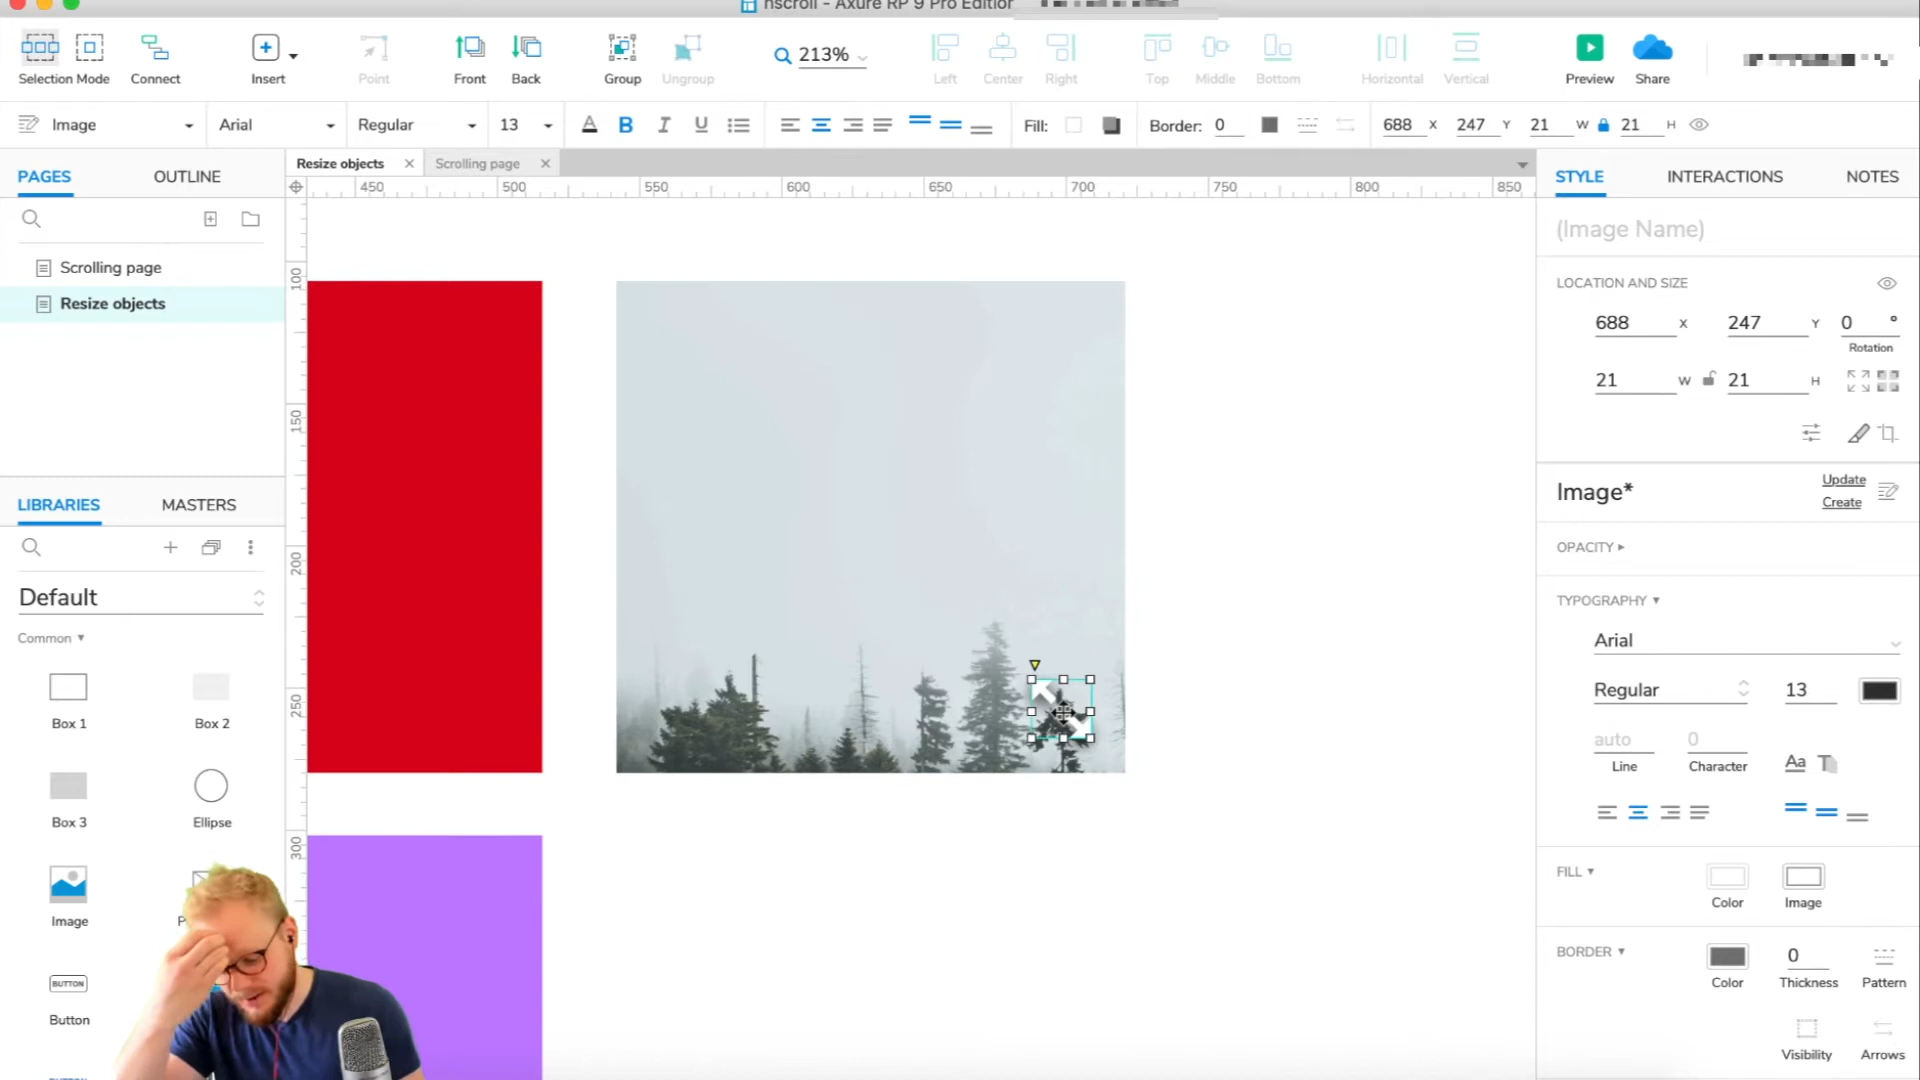 hscroll - Axure RP 9 Pro Edition
Selection Mode
Connect
Insert
Point
Front
Back
Group
Ungroup
213%
Left
Center
Right
Top
Middle
Bottom
Horizontal
Vertical
Preview
Share
Image
Arial
Regular
13
Fill:
Border: 0
688 X
247 Y
21 W
21 H
PAGES
OUTLINE
Resize objects
Scrolling page
STYLE
INTERACTIONS
NOTES
450
500
550
600
650
700
750
800
850
100
150
200
250
300
Scrolling page
Resize objects
LIBRARIES
MASTERS
Default
Common
Box 1
Box 2
Box 3
Ellipse
Image
BUTTON
Button
(Image Name)
LOCATION AND SIZE
688 X
247 Y
0 °
Rotation
21 W
21 H
Image*
Update
Create
OPACITY
TYPOGRAPHY
Arial
Regular
13
auto
Line
0
Character
Aa
T
FILL
Color
Image
BORDER
Color
0
Thickness
Pattern
Visibility
Arrows